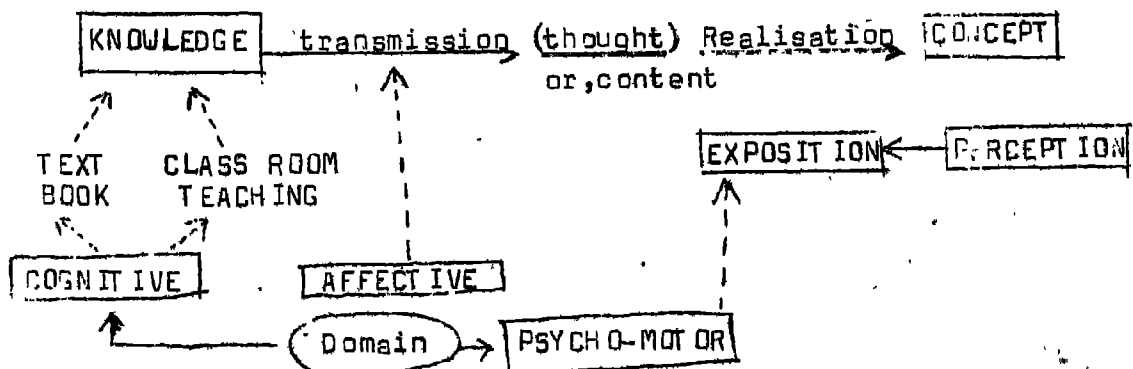 KNOWLEDGE transmission (thought) Realisation CONCEPT
or, content
EXPOSITION PERCEPTION
TEXT CLASS ROOM
BOOK TEACHING
COGNITIVE AFFECTIVE
Domain PSYCHO-MOTOR